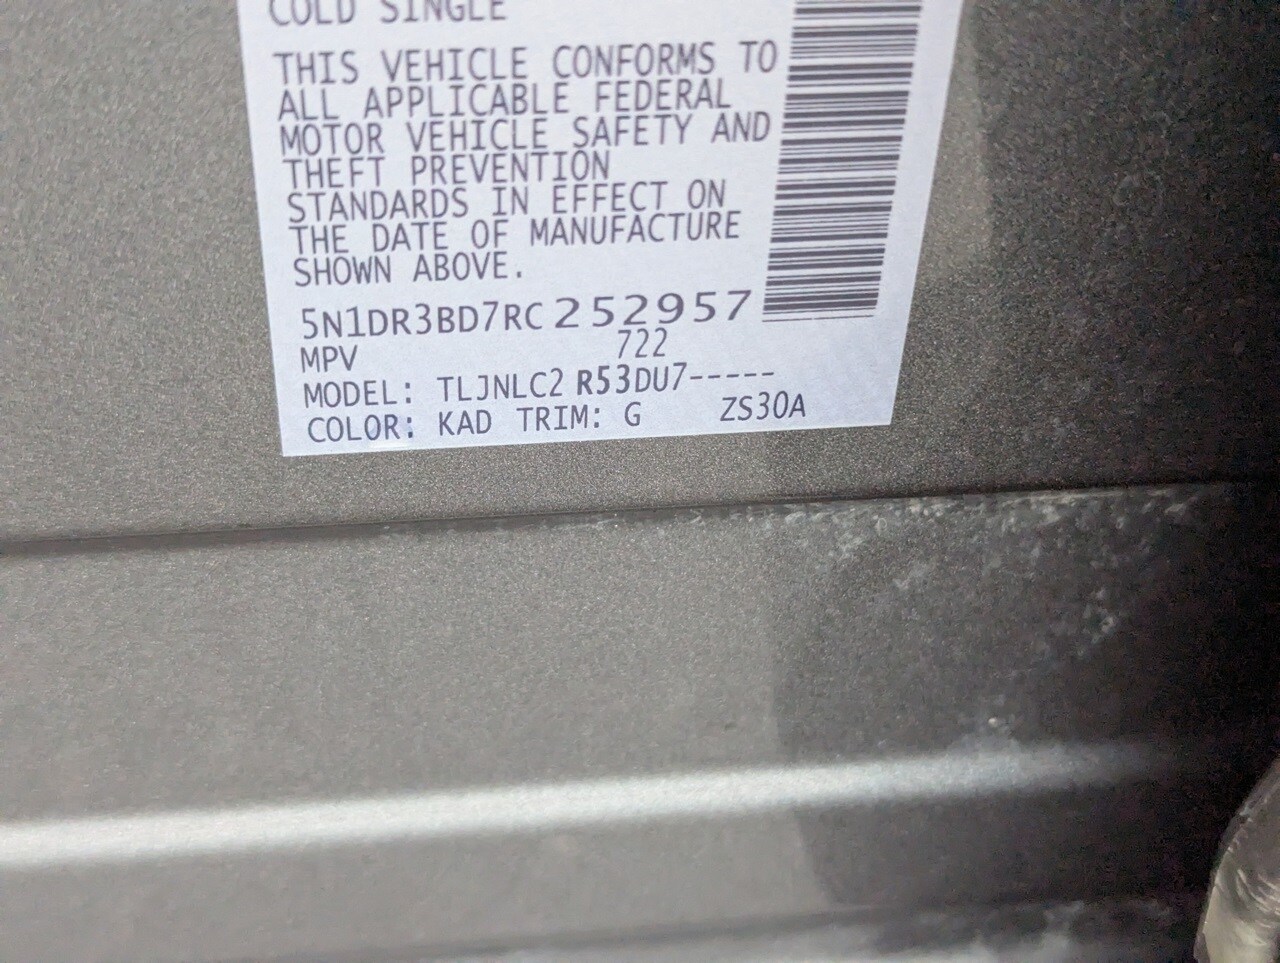 COLD SINGLE
THIS VEHICLE CONFORMS TO
ALL APPLICABLE FEDERAL
MOTOR VEHICLE SAFETY AND
THEFT PREVENTION
STANDARDS IN EFFECT ON
THE DATE OF MANUFACTURE
SHOWN ABOVE.
5N1DR3BD7RC252957
MPV 722
MODEL: TLJNLC2 R53DU7-----
COLOR: KAD TRIM: G ZS30A